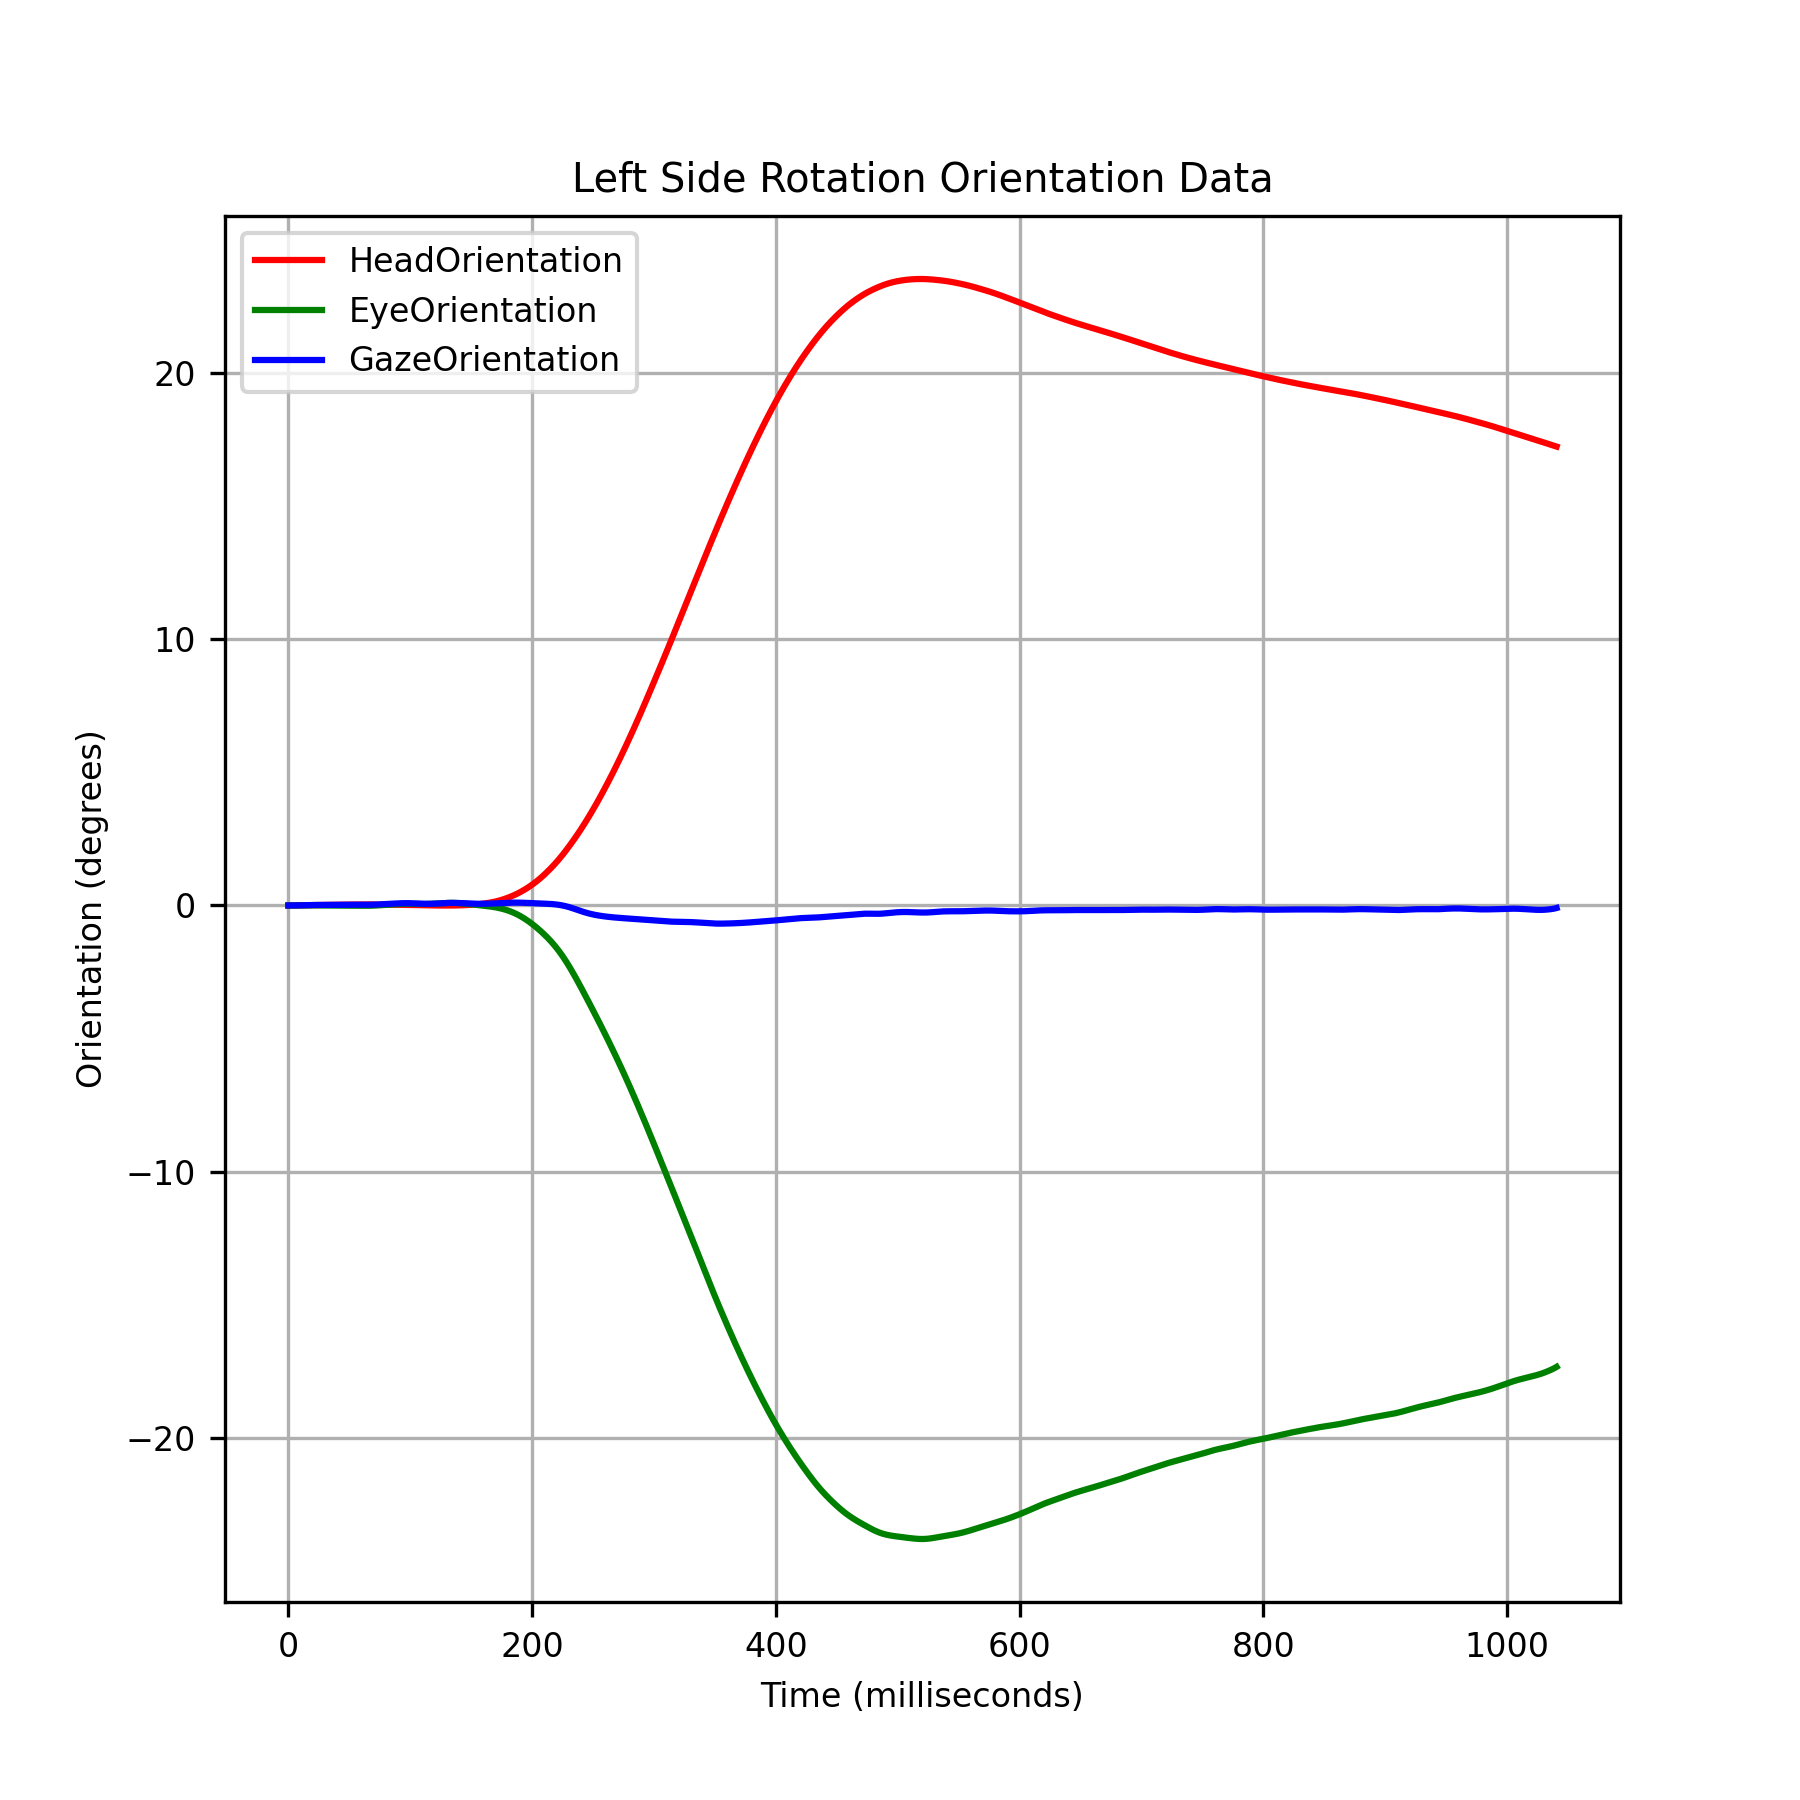 Left Side Rotation Orientation Data
HeadOrientation
EyeOrientation
GazeOrientation
20
10
0
−10
−20
Orientation (degrees)
0 200 400 600 800 1000
Time (milliseconds)